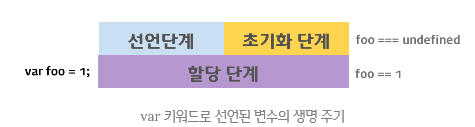 선언단계 초기화 단계 foo === undefined
var foo = 1; 할당 단계 foo == 1
var 키워드로 선언된 변수의 생명 주기